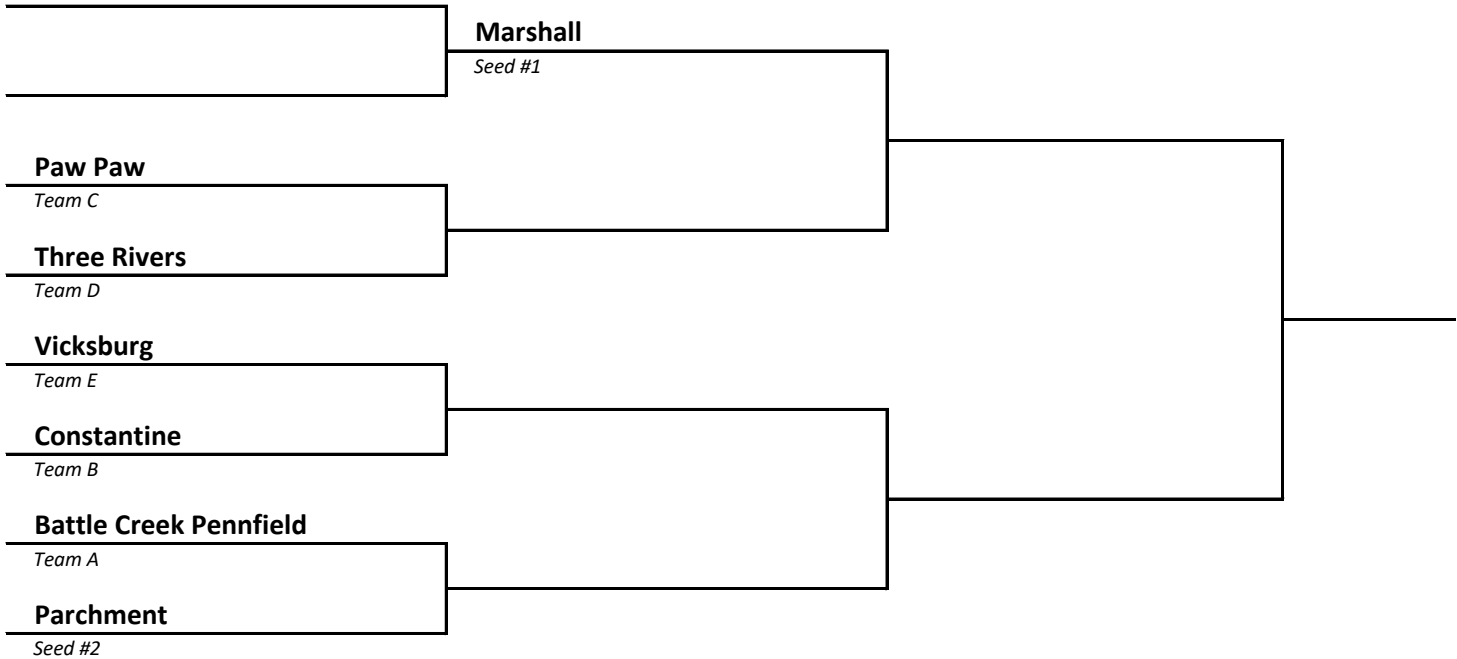 Marshall
Seed #1
Paw Paw
Team C
Three Rivers
Team D
Vicksburg
Team E
Constantine
Team B
Battle Creek Pennfield
Team A
Parchment
Seed #2